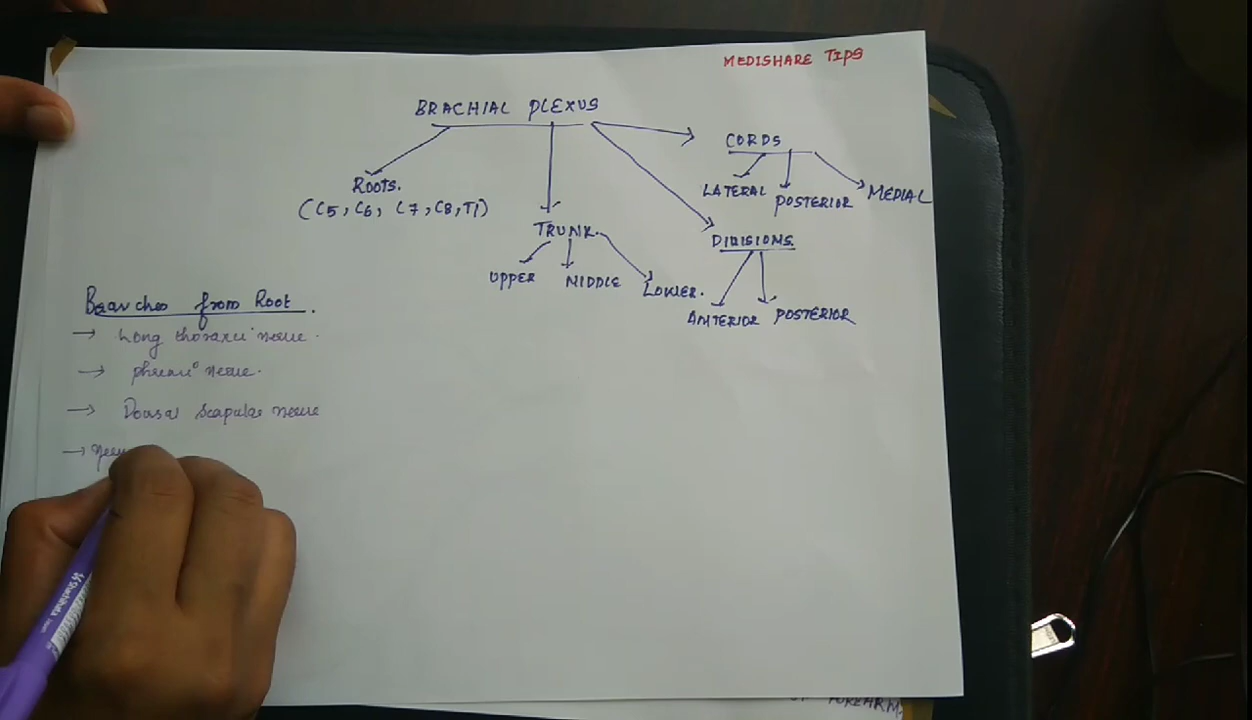 MEDISHARE TIPS
BRACHIAL PLEXUS
CORDS
LATERAL POSTERIOR MEDIAL
ROOTS.
(C5, C6, C7, C8, T1)
TRUNK.
UPPER MIDDLE LOWER.
DIVISIONS.
ANTERIOR POSTERIOR
Branches from Root.
→ Long thoracic nerve.
→ phrenic nerve.
→ Dorsal Scapular nerve
→
FOREARM.